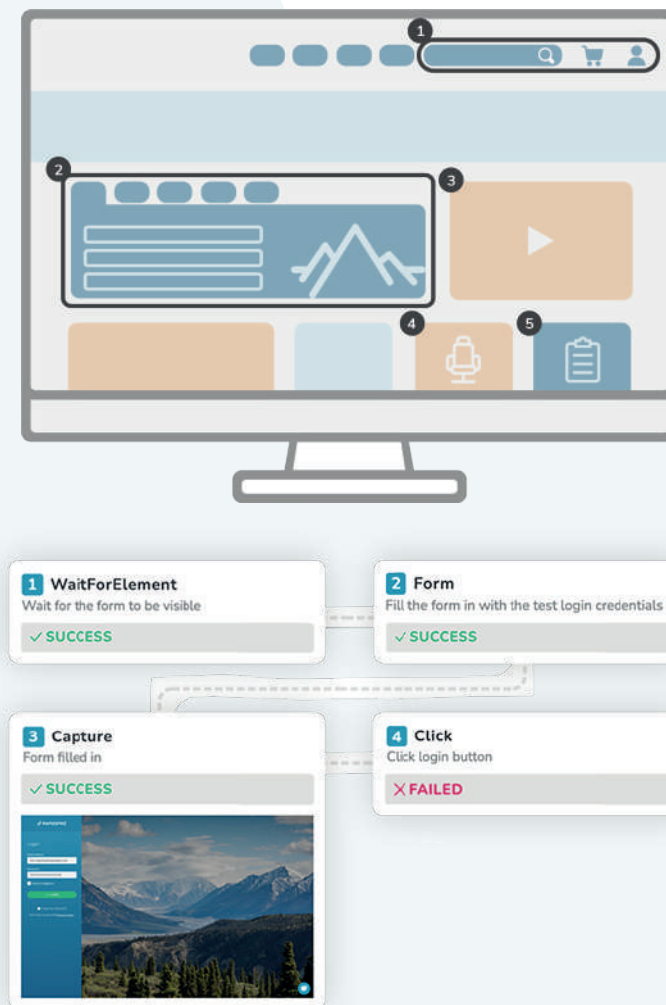 1
2
3
4
5
1 WaitForElement
Wait for the form to be visible
✓ SUCCESS
2 Form
Fill the form in with the test login credentials
✓ SUCCESS
3 Capture
Form filled in
✓ SUCCESS
4 Click
Click login button
✕ FAILED